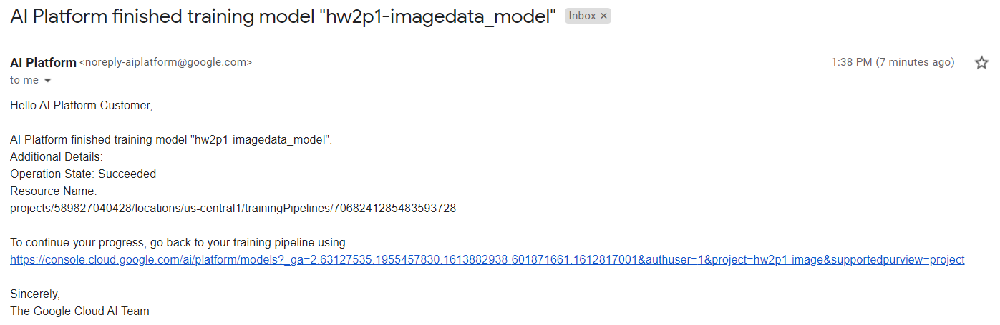 AI Platform finished training model "hw2p1-imagedata_model" Inbox ×
AI Platform <noreply-aiplatform@google.com> 1:38 PM (7 minutes ago)
to me
Hello AI Platform Customer,
AI Platform finished training model "hw2p1-imagedata_model".
Additional Details:
Operation State: Succeeded
Resource Name:
projects/589827040428/locations/us-central1/trainingPipelines/7068241285483593728
To continue your progress, go back to your training pipeline using
https://console.cloud.google.com/ai/platform/models?_ga=2.63127535.1955457830.1613882938-601871661.1612817001&authuser=1&project=hw2p1-image&supportedpurview=project
Sincerely,
The Google Cloud AI Team